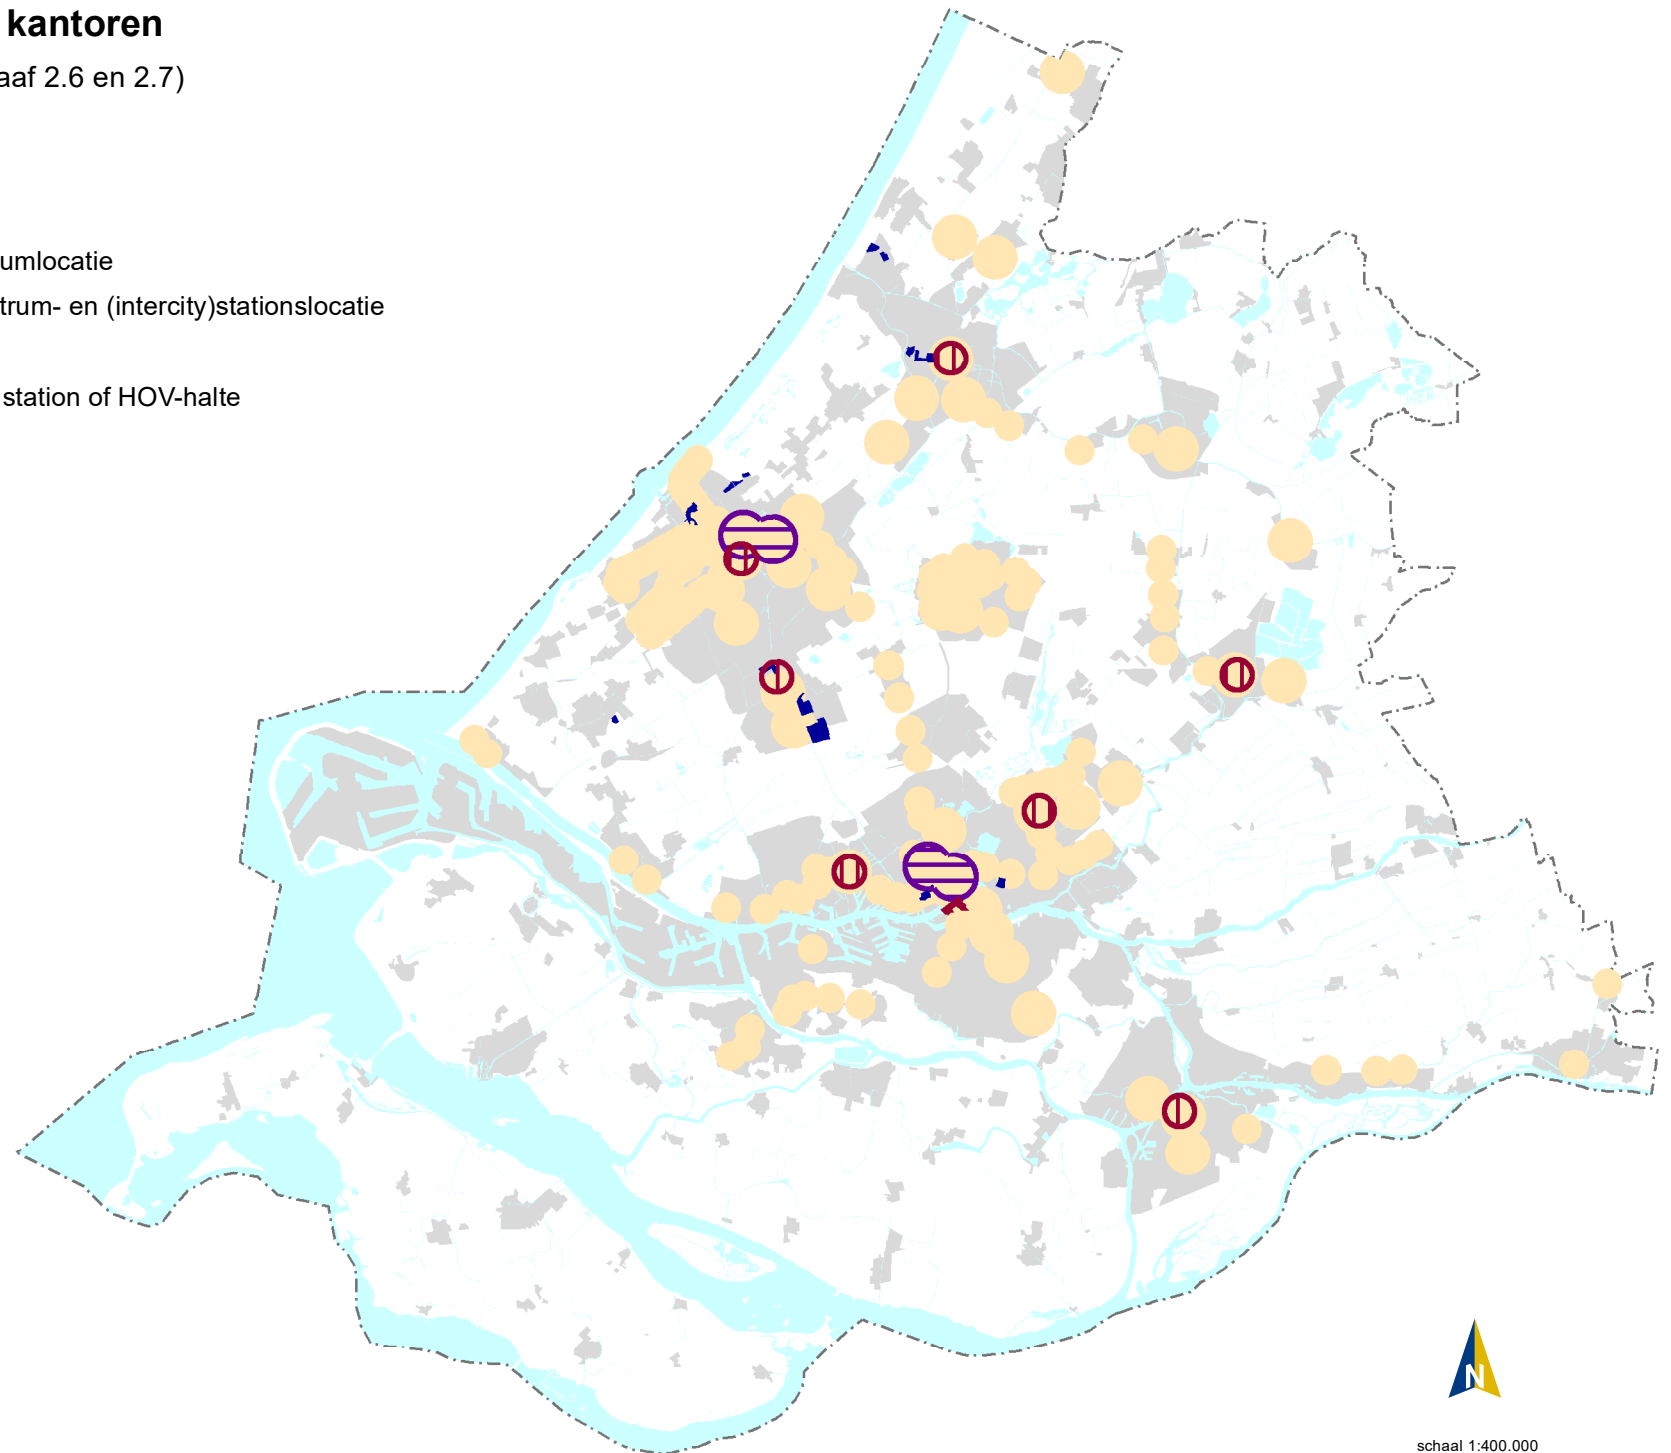 kantoren
aaf 2.6 en 2.7)
umlocatie
trum- en (intercity)stationslocatie
station of HOV-halte
N
schaal 1:400.000